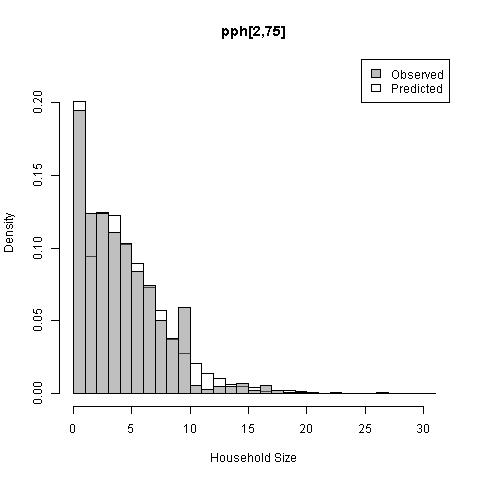 pph[2,75]
Observed
Predicted
Density
0.20
0.15
0.10
0.05
0.00
0 5 10 15 20 25 30
Household Size